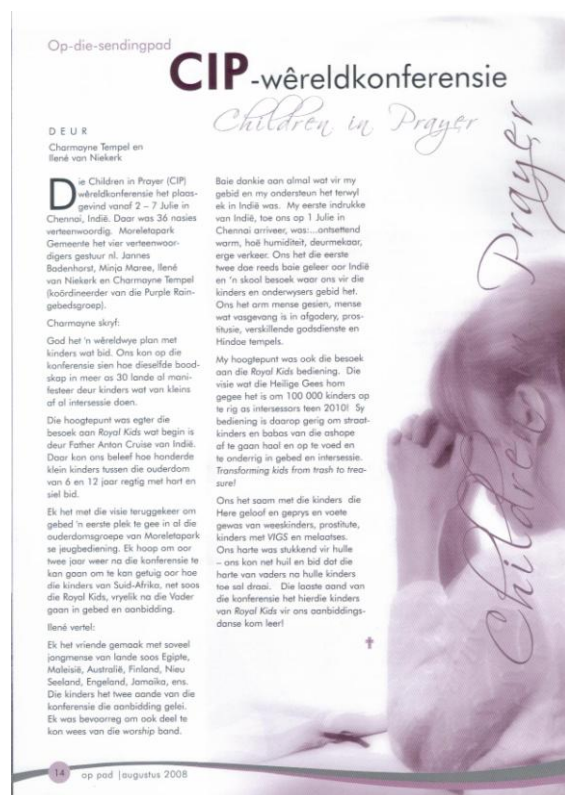 Op-die-sendingpad
CIP-wêreldkonferensie
Children in Prayer
DEUR
Charmayne Tempel en
Ilené van Niekerk
Die Children in Prayer (CIP)
wêreldkonferensie het plaas-
gevind vanaf 2 – 7 Julie in
Chennai, Indië. Daar was 36 nasies
verteenwoordig. Moreletapark
Gemeente het vier verteenwoor-
digers gestuur nl. Jannes
Badenhorst, Minja Maree, Ilené
van Niekerk en Charmayne Tempel
(koördineerder van die Purple Rain-
gebedsgroep).
Charmayne skryf:
God het 'n wêreldwye plan met
kinders wat bid. Ons kon op die
konferensie sien hoe dieselfde bood-
skap in meer as 30 lande al mani-
festeer deur kinders wat van kleins
af al intersessie doen.
Die hoogtepunt was egter die
besoek aan Royal Kids wat begin is
deur Father Anton Cruise van Indië.
Daar kon ons beleef hoe honderde
klein kinders tussen die ouderdom
van 6 en 12 jaar regtig met hart en
siel bid.
Ek het met die visie teruggekeer om
gebed 'n eerste plek te gee in al die
ouderdomsgroepe van Moreletapark
se jeugbediening. Ek hoop om oor
twee jaar weer na die konferensie te
kan gaan om te kan getuig oor hoe
die kinders van Suid-Afrika, net soos
die Royal Kids, vrylik na die Vader
gaan in gebed en aanbidding.
Ilené vertel:
Ek het vriende gemaak met soveel
jongmense van lande soos Egipte,
Maleisië, Australië, Finland, Nieu
Seeland, Engeland, Jamaika, ens.
Die kinders het twee aande van die
konferensie die aanbidding gelei.
Ek was bevoorreg om ook deel te
kon wees van die worship band.
Baie dankie aan almal wat vir my
gebid en my ondersteun het terwyl
ek in Indië was. My eerste indrukke
van Indië, toe ons op 1 Julie in
Chennai arriveer, was:...ontsettend
warm, hoë humiditeit, deurmekaar,
erge verkeer. Ons het die eerste
twee dae reeds baie geleer oor Indië
en 'n skool besoek waar ons vir die
kinders en onderwysers gebid het.
Ons het arm mense gesien, mense
wat vasgevang is in afgodery, pros-
titusie, verskillende godsdienste en
Hindoe tempels.
My hoogtepunt was ook die besoek
aan die Royal Kids bediening. Die
visie wat die Heilige Gees hom
gegee het is om 100 000 kinders op
te rig as intersessors teen 2010! Sy
bediening is daarop gerig om straat-
kinders en babas van die ashope
af te gaan haal en op te voed en
te onderrig in gebed en intersessie.
Transforming kids from trash to trea-
sure!
Ons het saam met die kinders die
Here geloof en geprys en voete
gewas van weeskinders, prostitute,
kinders met VIGS en melaatses.
Ons harte was stukkend vir hulle
– ons kon net huil en bid dat die
harte van vaders na hulle kinders
toe sal draai. Die laaste aand van
die konferensie het hierdie kinders
van Royal Kids vir ons aanbiddings-
danse kom leer!
Children in Prayer
14 op pad |augustus 2008